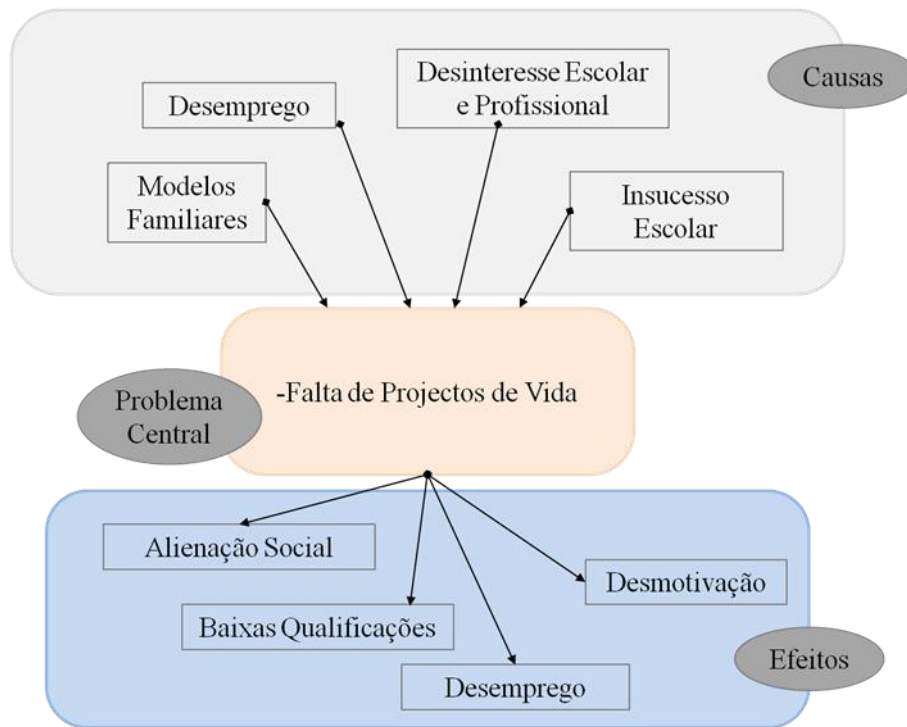 Causas
Desinteresse Escolar
e Profissional
Desemprego
Modelos
Familiares
Insucesso
Escolar
Problema
Central
-Falta de Projectos de Vida
Alienação Social
Desmotivação
Baixas Qualificações
Efeitos
Desemprego